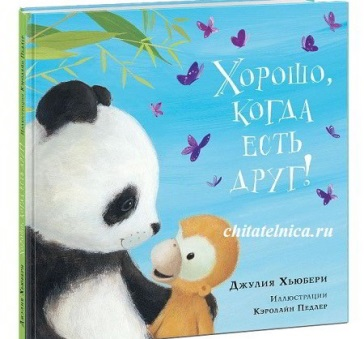 Хорошо,
когда
есть
друг!
chitatelnica.ru
Джулия Хьюбери
Иллюстрации
Кэролайн Педлер